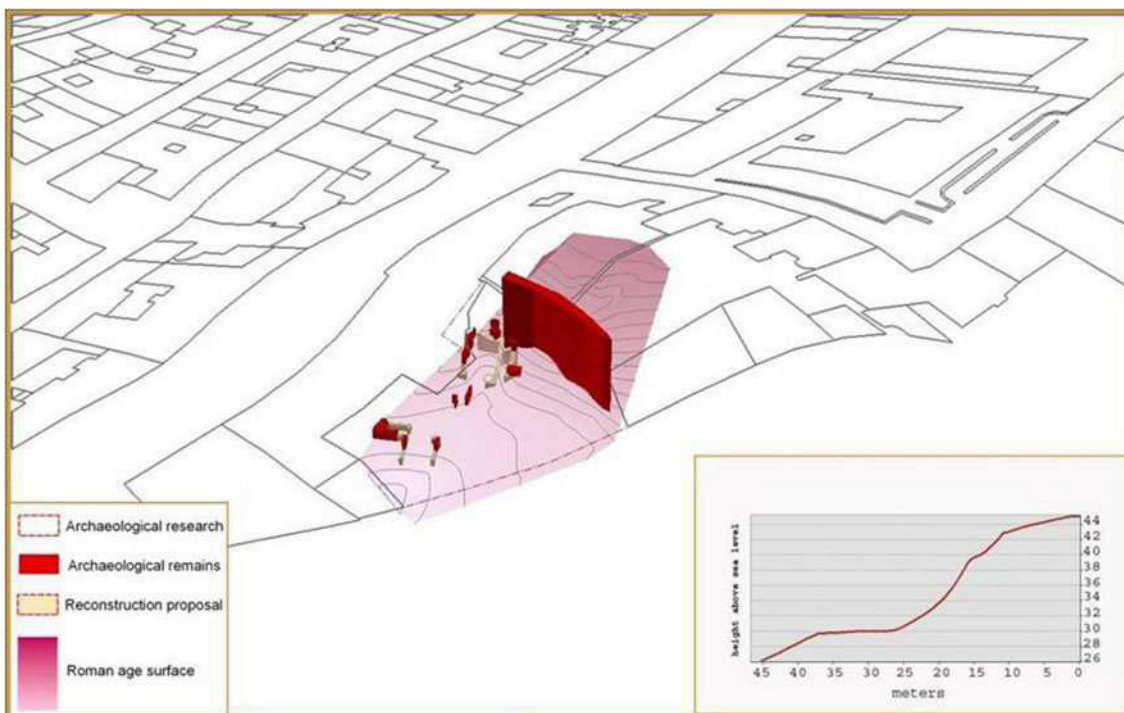 Archaeological research
Archaeological remains
Reconstruction proposal
Roman age surface
height above sea level
44
42
40
38
36
34
32
30
28
26
45 40 35 30 25 20 15 10 5 0
meters